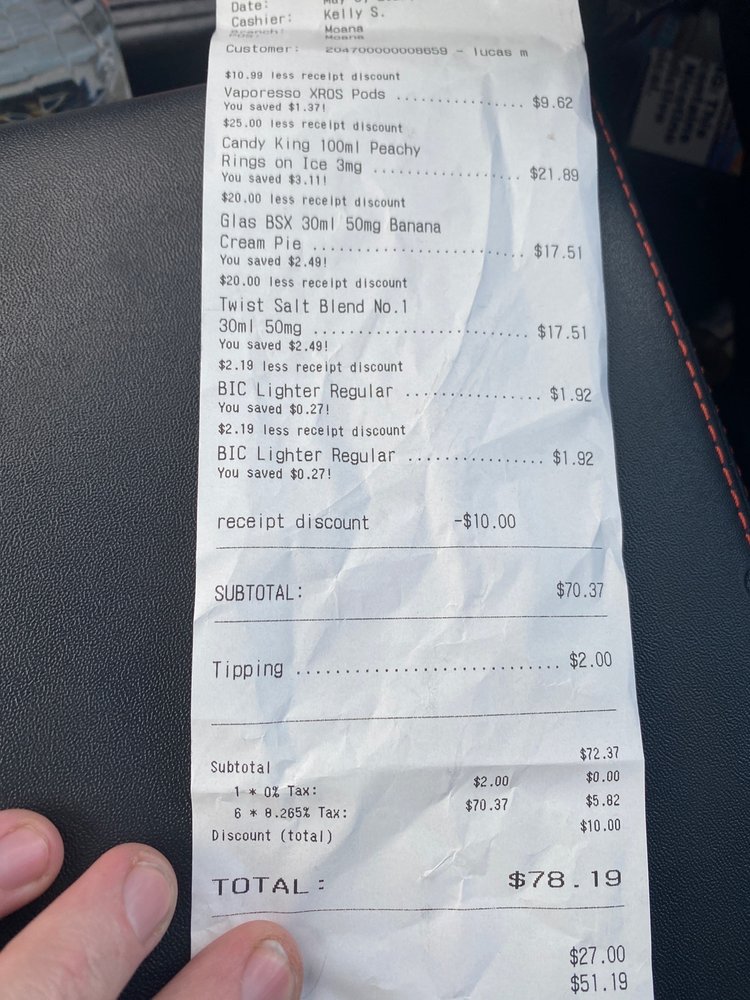 Date:
Cashier: Kelly S.
Branch: Moana
POS: Moana
Customer: 204700000008659 - lucas m
$10.99 less receipt discount
Vaporesso XROS Pods ................ $9.62
You saved $1.37!
$25.00 less receipt discount
Candy King 100ml Peachy
Rings on Ice 3mg ................... $21.89
You saved $3.11!
$20.00 less receipt discount
Glas BSX 30ml 50mg Banana
Cream Pie .......................... $17.51
You saved $2.49!
$20.00 less receipt discount
Twist Salt Blend No.1
30ml 50mg .......................... $17.51
You saved $2.49!
$2.19 less receipt discount
BIC Lighter Regular ................ $1.92
You saved $0.27!
$2.19 less receipt discount
BIC Lighter Regular ................ $1.92
You saved $0.27!
receipt discount -$10.00
SUBTOTAL: $70.37
Tipping ............................ $2.00
Subtotal $72.37
1 * 0% Tax: $2.00 $0.00
6 * 8.265% Tax: $70.37 $5.82
Discount (total) $10.00
TOTAL: $78.19
$27.00
$51.19